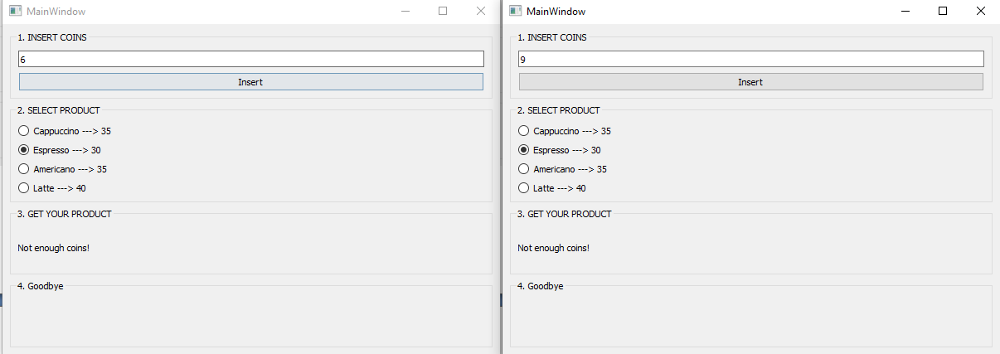 MainWindow
1. INSERT COINS
6
Insert
2. SELECT PRODUCT
Cappuccino ---> 35
Espresso ---> 30
Americano ---> 35
Latte ---> 40
3. GET YOUR PRODUCT
Not enough coins!
4. Goodbye
MainWindow
1. INSERT COINS
9
Insert
2. SELECT PRODUCT
Cappuccino ---> 35
Espresso ---> 30
Americano ---> 35
Latte ---> 40
3. GET YOUR PRODUCT
Not enough coins!
4. Goodbye